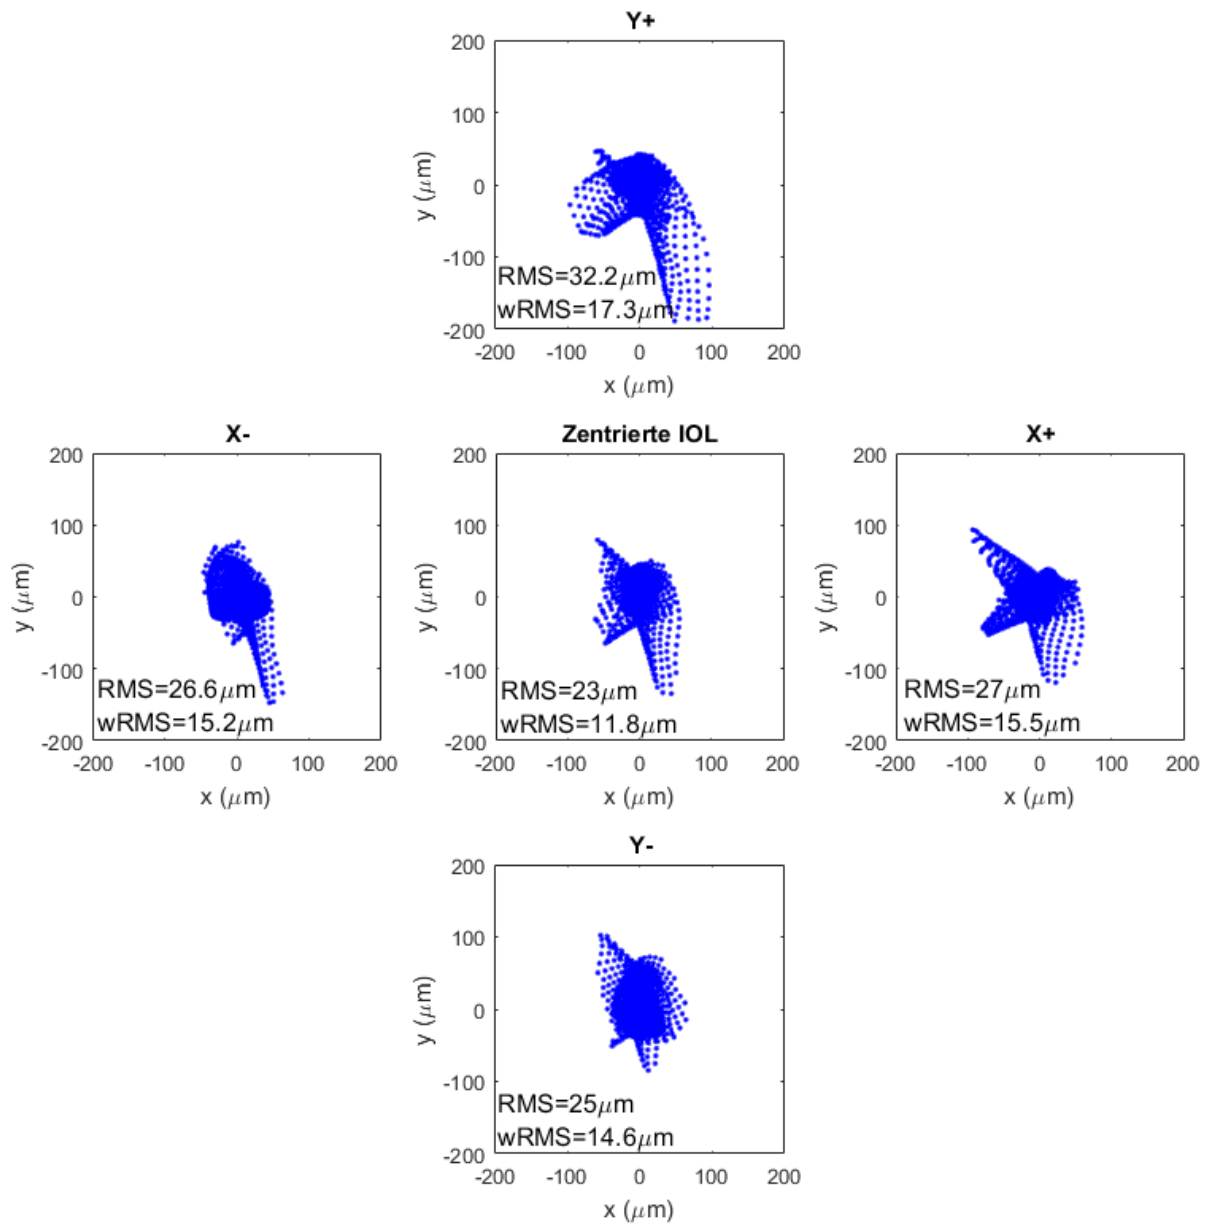 Y+
200
100
0
-100
-200
y (μm)
RMS=32.2μm
wRMS=17.3μm
-200 -100 0 100 200
x (μm)
X-
200
100
0
-100
-200
y (μm)
RMS=26.6μm
wRMS=15.2μm
-200 -100 0 100 200
x (μm)
Zentrierte IOL
200
100
0
-100
-200
y (μm)
RMS=23μm
wRMS=11.8μm
-200 -100 0 100 200
x (μm)
X+
200
100
0
-100
-200
y (μm)
RMS=27μm
wRMS=15.5μm
-200 -100 0 100 200
x (μm)
Y-
200
100
0
-100
-200
y (μm)
RMS=25μm
wRMS=14.6μm
-200 -100 0 100 200
x (μm)